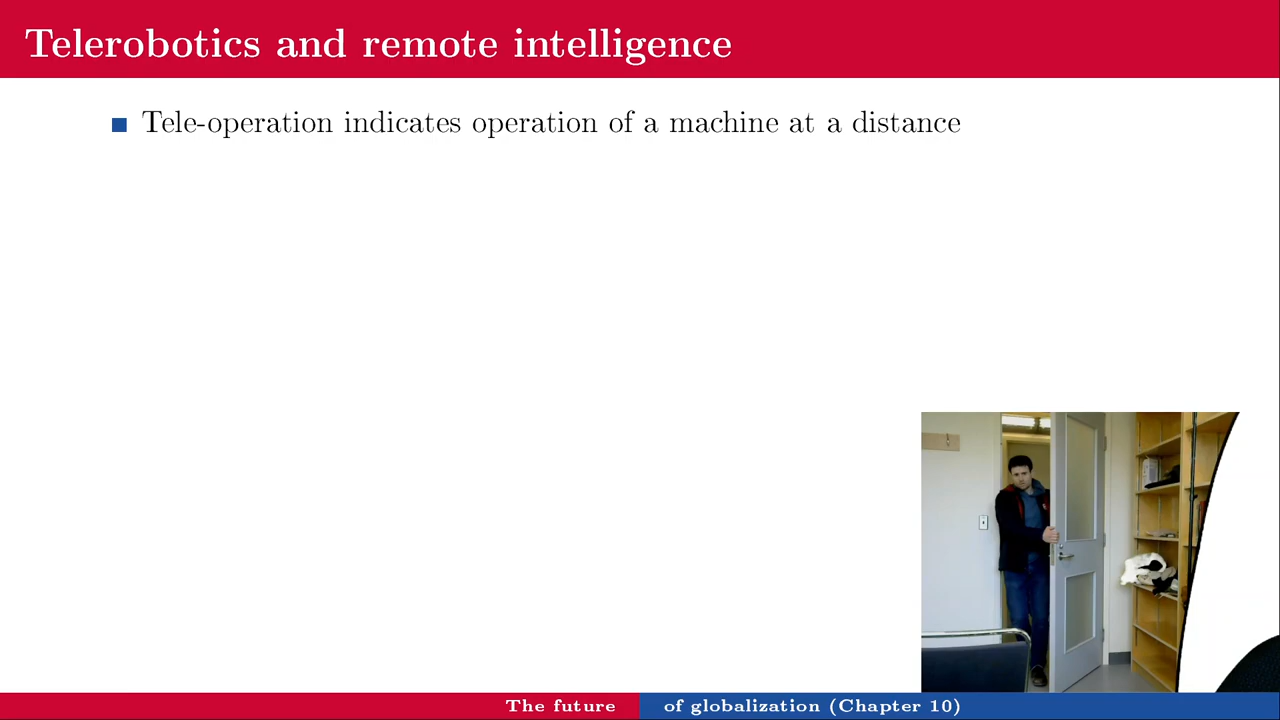 Telerobotics and remote intelligence
Tele-operation indicates operation of a machine at a distance
The future of globalization (Chapter 10)